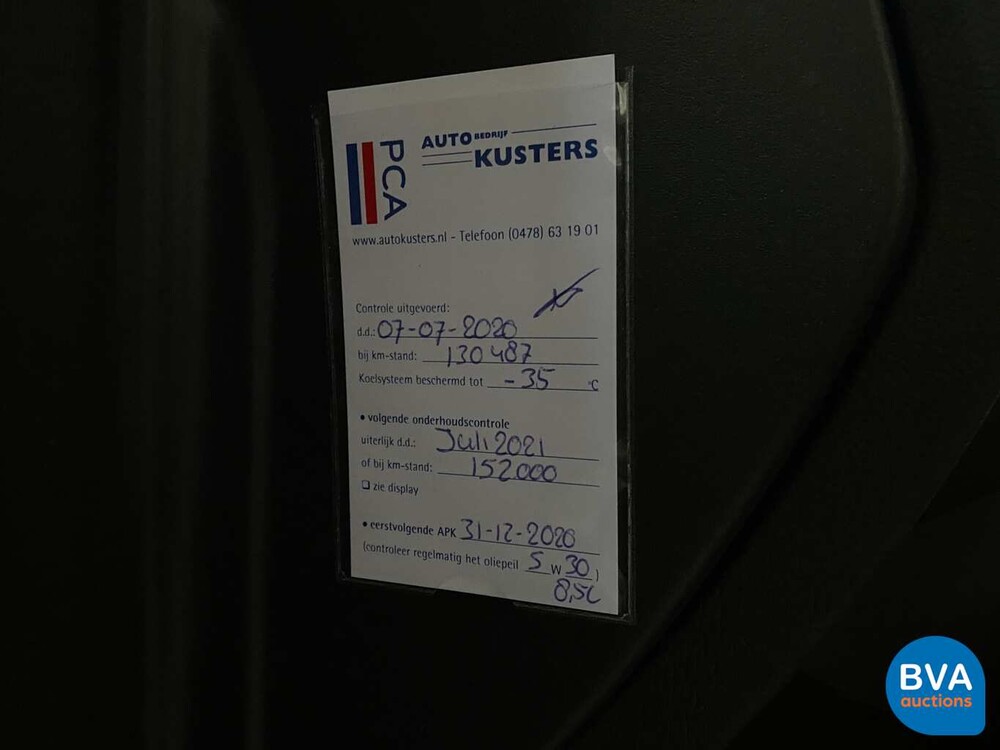 PCA
AUTO BEDRIJF
KUSTERS
www.autokusters.nl - Telefoon (0478) 63 19 01
Controle uitgevoerd:
d.d.: 07-07-2020
bij km-stand: 130487
Koelsysteem beschermd tot -35 °C
• volgende onderhoudscontrole
uiterlijk d.d.: Juli 2021
of bij km-stand: 152000
❑ zie display
• eerstvolgende APK 31-12-2020
(controleer regelmatig het oliepeil 5 W 30 )
8,5L
BVA
auctions